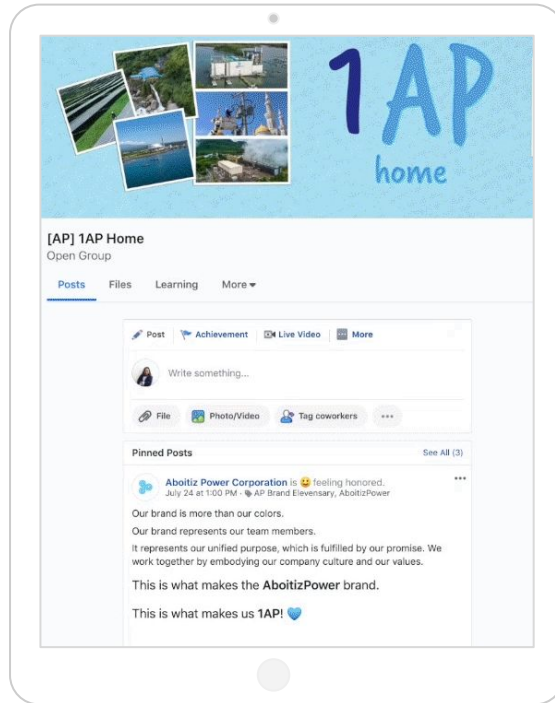 1AP
home
[AP] 1AP Home
Open Group
Posts Files Learning More
Post Achievement Live Video More
Write something...
File Photo/Video Tag coworkers ...
Pinned Posts See All (3)
Aboitiz Power Corporation is 😀 feeling honored.
July 24 at 1:00 PM · AP Brand Elevensary, AboitizPower
Our brand is more than our colors.
Our brand represents our team members.
It represents our unified purpose, which is fulfilled by our promise. We
work together by embodying our company culture and our values.
This is what makes the AboitizPower brand.
This is what makes us 1AP! 💙